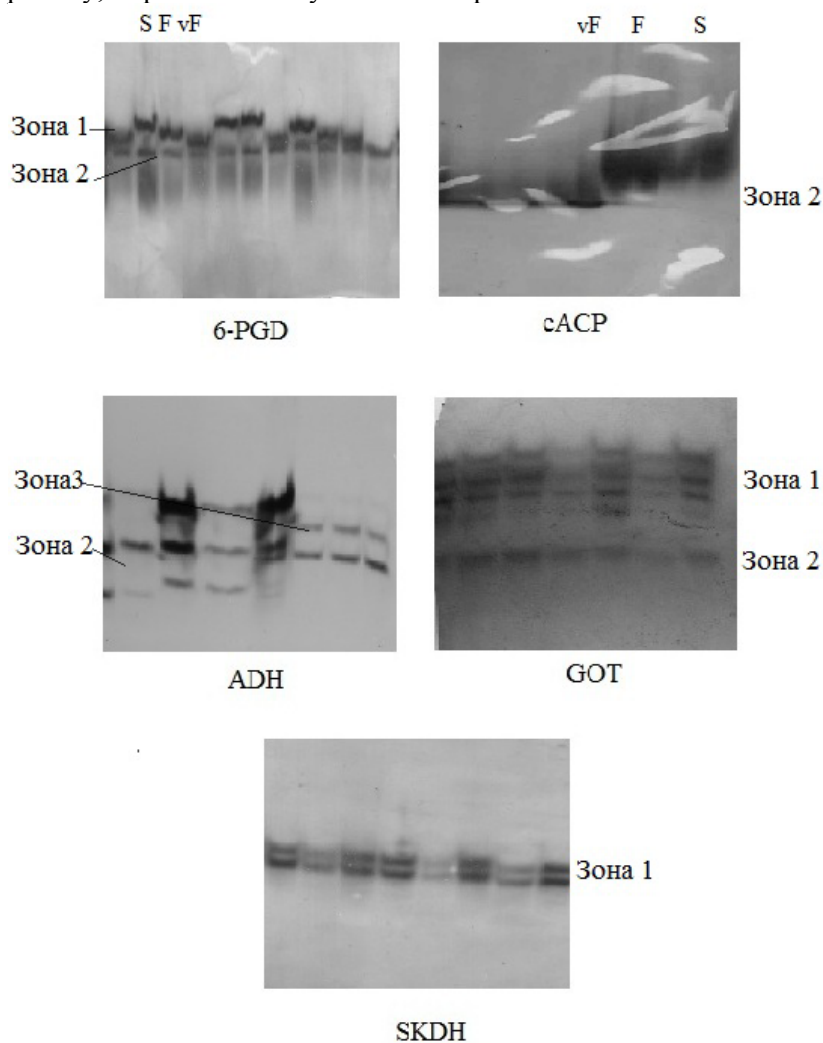 S F vF
vF F S
Зона 1
Зона 2
Зона 2
6-PGD
cACP
Зона3
Зона 2
Зона 1
Зона 2
ADH
GOT
Зона 1
SKDH